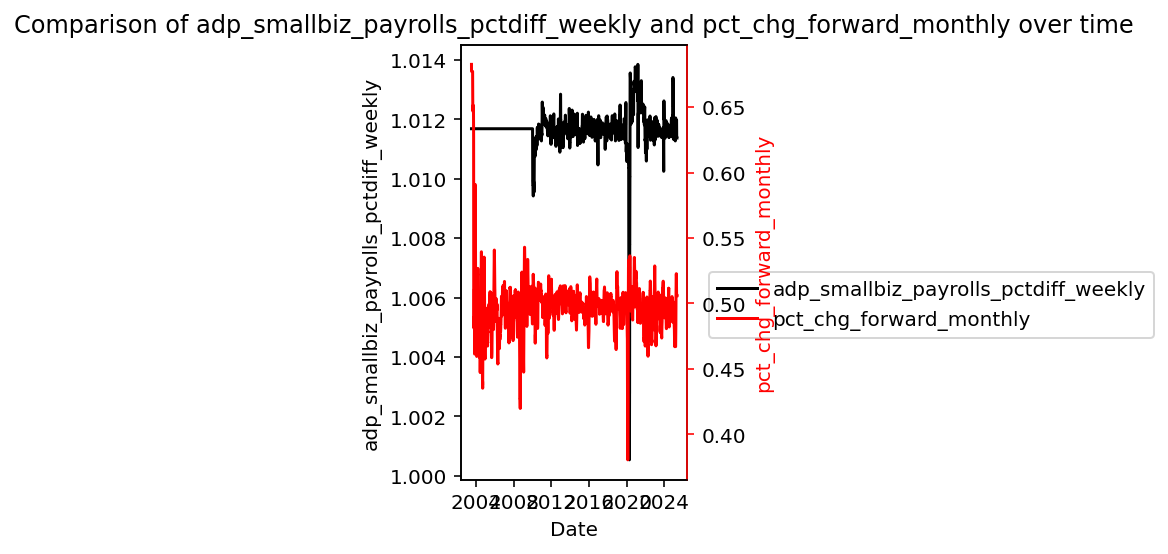 Comparison of adp_smallbiz_payrolls_pctdiff_weekly and pct_chg_forward_monthly over time
adp_smallbiz_payrolls_pctdiff_weekly
1.014
1.012
1.010
1.008
1.006
1.004
1.002
1.000
0.65
0.60
0.55
0.50
0.45
0.40
pct_chg_forward_monthly
adp_smallbiz_payrolls_pctdiff_weekly
pct_chg_forward_monthly
2004 2008 2012 2016 2020 2024
Date